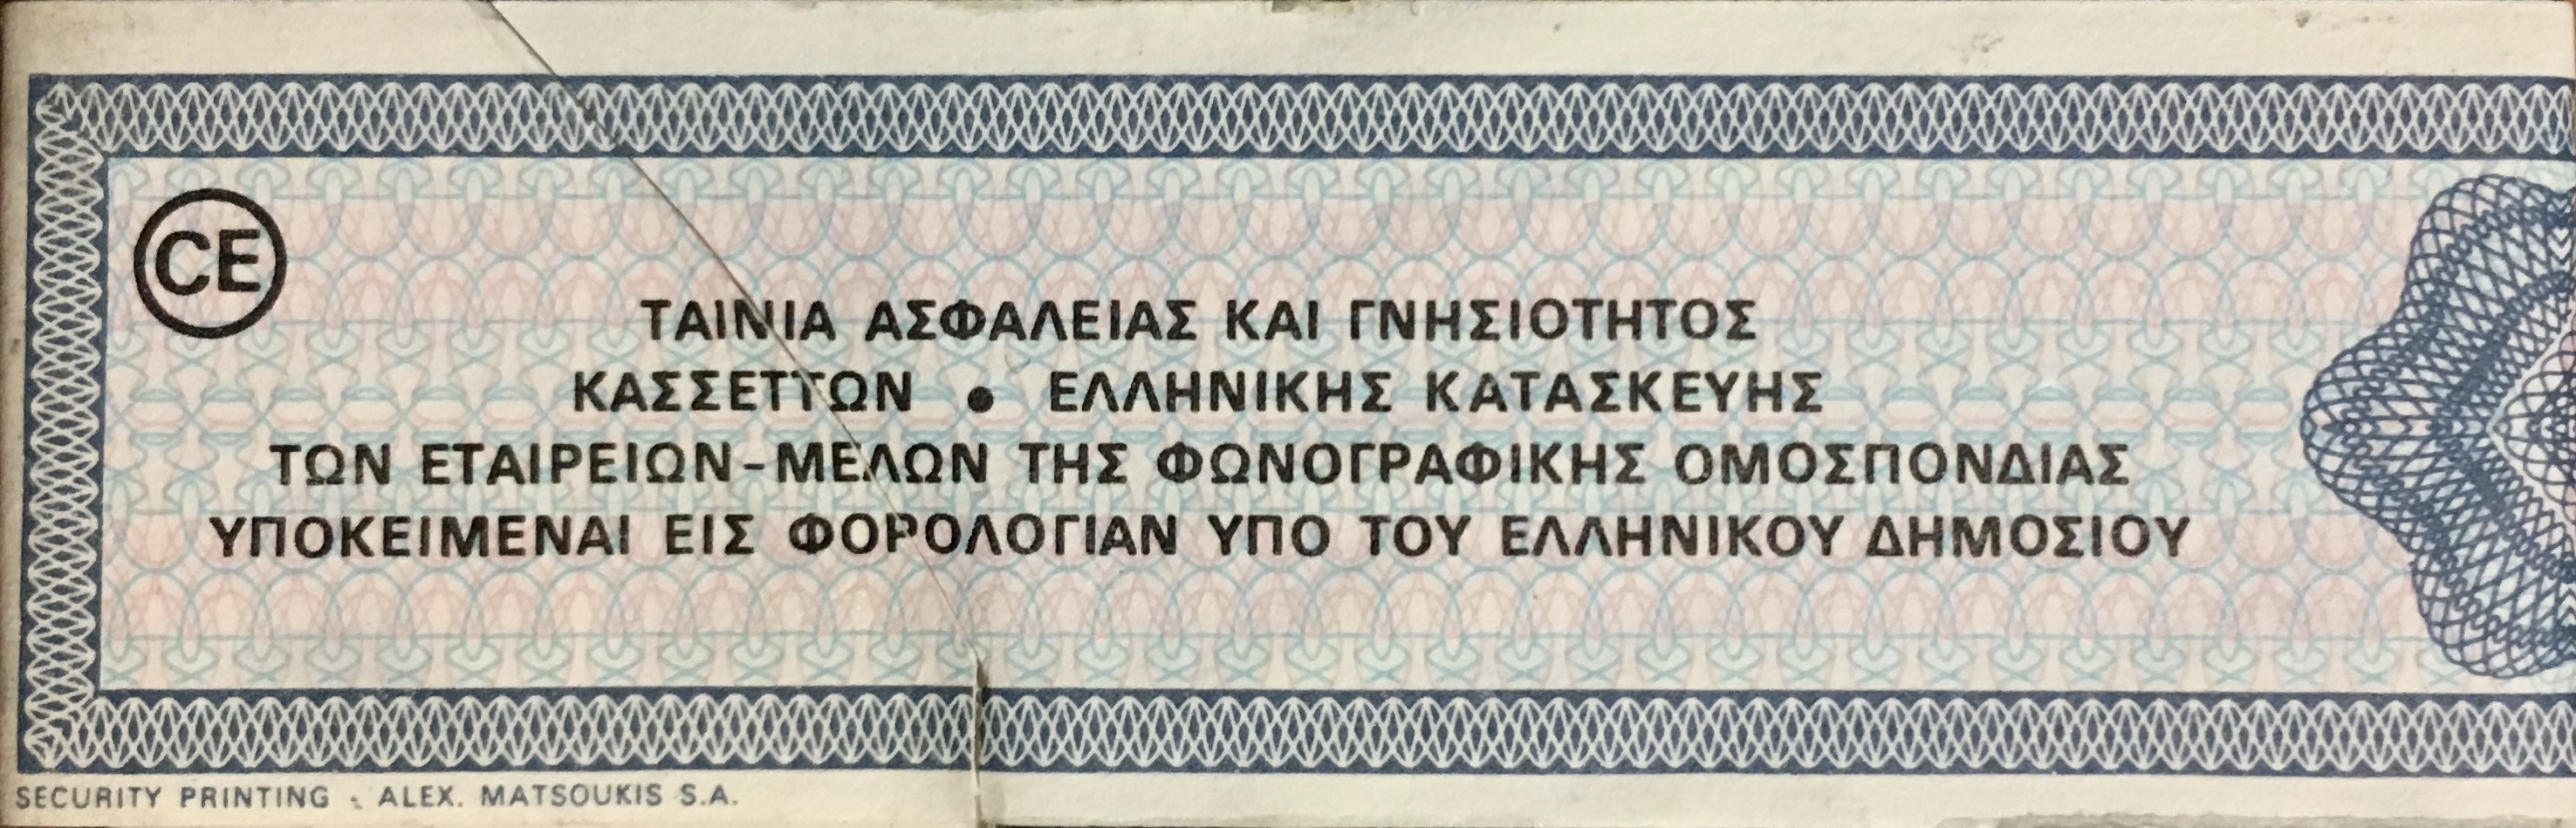 CE
ΤΑΙΝΙΑ ΑΣΦΑΛΕΙΑΣ ΚΑΙ ΓΝΗΣΙΟΤΗΤΟΣ
ΚΑΣΣΕΤΤΩΝ ● ΕΛΛΗΝΙΚΗΣ ΚΑΤΑΣΚΕΥΗΣ
ΤΩΝ ΕΤΑΙΡΕΙΩΝ-ΜΕΛΩΝ ΤΗΣ ΦΩΝΟΓΡΑΦΙΚΗΣ ΟΜΟΣΠΟΝΔΙΑΣ
ΥΠΟΚΕΙΜΕΝΑΙ ΕΙΣ ΦΟΡΟΛΟΓΙΑΝ ΥΠΟ ΤΟΥ ΕΛΛΗΝΙΚΟΥ ΔΗΜΟΣΙΟΥ
SECURITY PRINTING - ALEX. MATSOUKIS S.A.